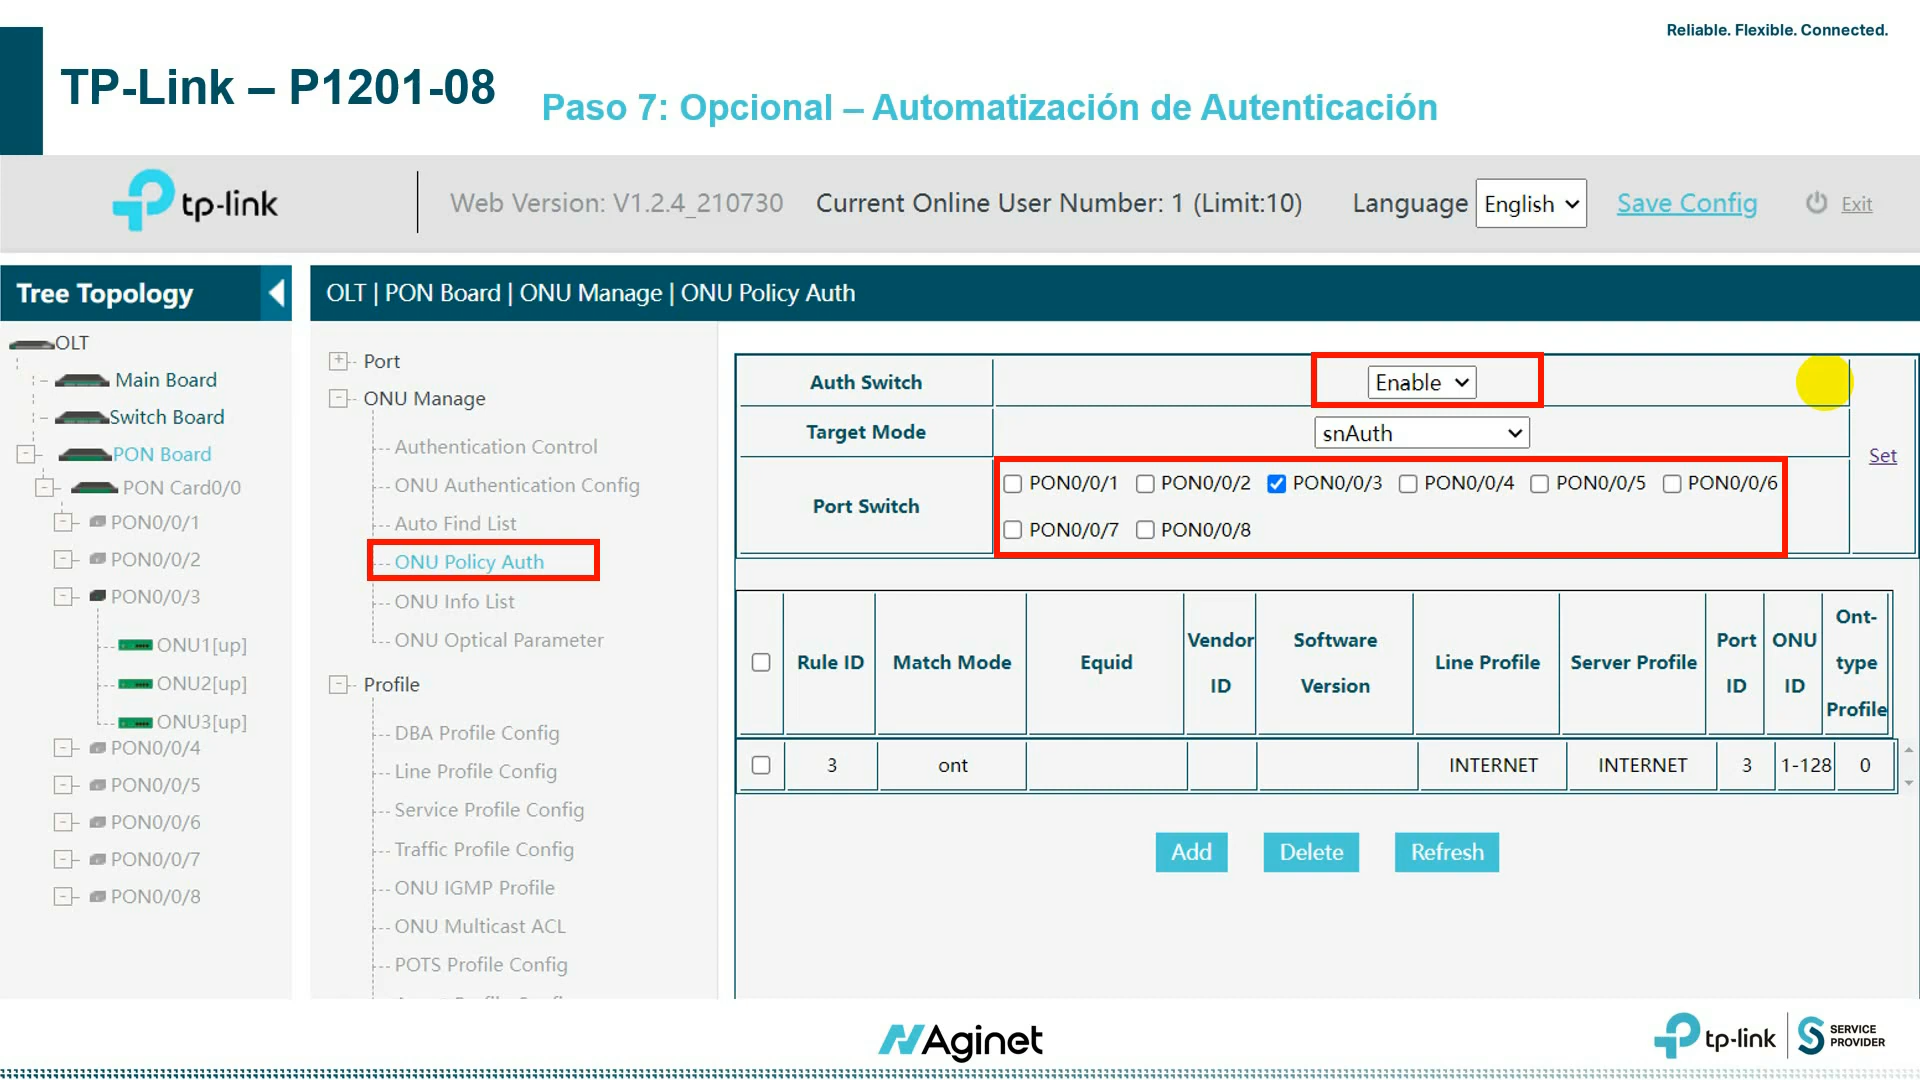 Reliable. Flexible. Connected.
TP-Link – P1201-08
Paso 7: Opcional – Automatización de Autenticación
tp-link
Web Version: V1.2.4_210730
Current Online User Number: 1 (Limit:10)
Language
English
Save Config
Exit
Tree Topology
OLT
Main Board
Switch Board
PON Board
PON Card0/0
PON0/0/1
PON0/0/2
PON0/0/3
ONU1[up]
ONU2[up]
ONU3[up]
PON0/0/4
PON0/0/5
PON0/0/6
PON0/0/7
PON0/0/8
OLT | PON Board | ONU Manage | ONU Policy Auth
Port
ONU Manage
Authentication Control
ONU Authentication Config
Auto Find List
ONU Policy Auth
ONU Info List
ONU Optical Parameter
Profile
DBA Profile Config
Line Profile Config
Service Profile Config
Traffic Profile Config
ONU IGMP Profile
ONU Multicast ACL
POTS Profile Config
Auth Switch
Enable
Target Mode
snAuth
Port Switch
PON0/0/1 PON0/0/2 PON0/0/3 PON0/0/4 PON0/0/5 PON0/0/6
PON0/0/7 PON0/0/8
Set
Rule ID
Match Mode
Equid
Vendor
ID
Software
Version
Line Profile
Server Profile
Port
ID
ONU
ID
Ont-
type
Profile
3 ont INTERNET INTERNET 3 1-128 0
Add
Delete
Refresh
Aginet
tp-link
SERVICE
PROVIDER